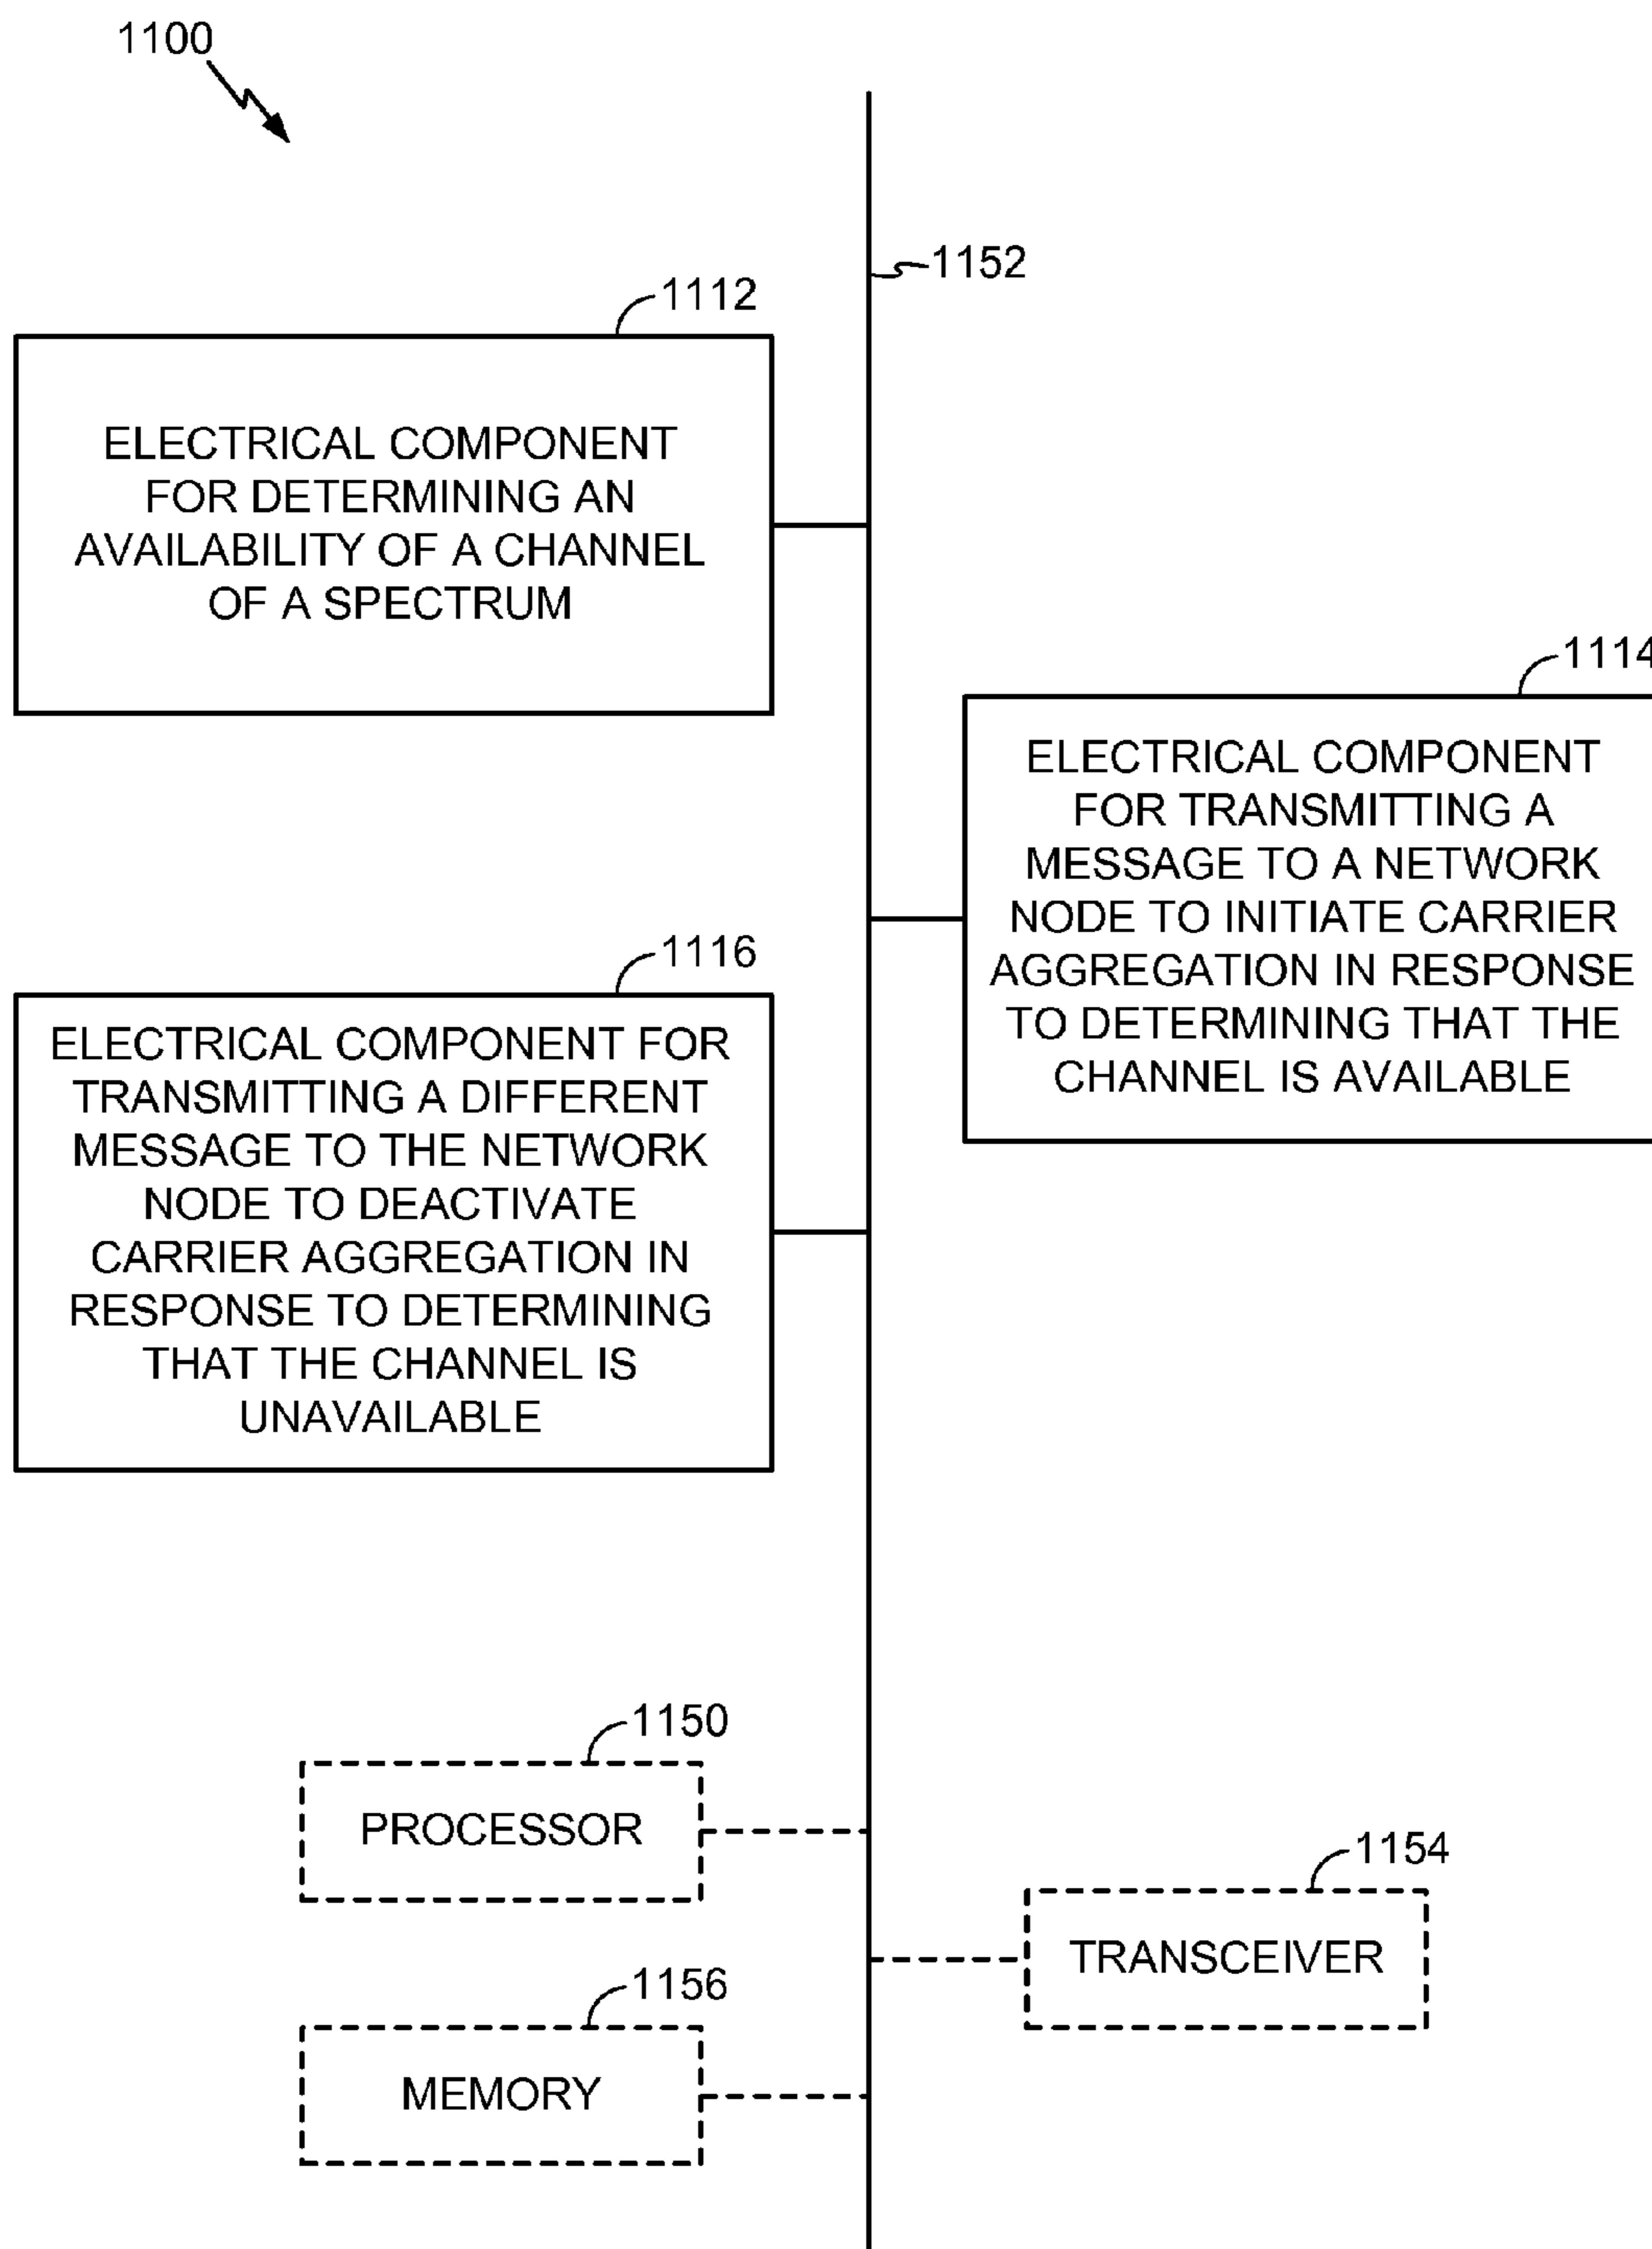 1100
1152
1112
ELECTRICAL COMPONENT
FOR DETERMINING AN
AVAILABILITY OF A CHANNEL
OF A SPECTRUM
1114
ELECTRICAL COMPONENT
FOR TRANSMITTING A
MESSAGE TO A NETWORK
NODE TO INITIATE CARRIER
AGGREGATION IN RESPONSE
TO DETERMINING THAT THE
CHANNEL IS AVAILABLE
1116
ELECTRICAL COMPONENT FOR
TRANSMITTING A DIFFERENT
MESSAGE TO THE NETWORK
NODE TO DEACTIVATE
CARRIER AGGREGATION IN
RESPONSE TO DETERMINING
THAT THE CHANNEL IS
UNAVAILABLE
1150
PROCESSOR
1154
TRANSCEIVER
1156
MEMORY